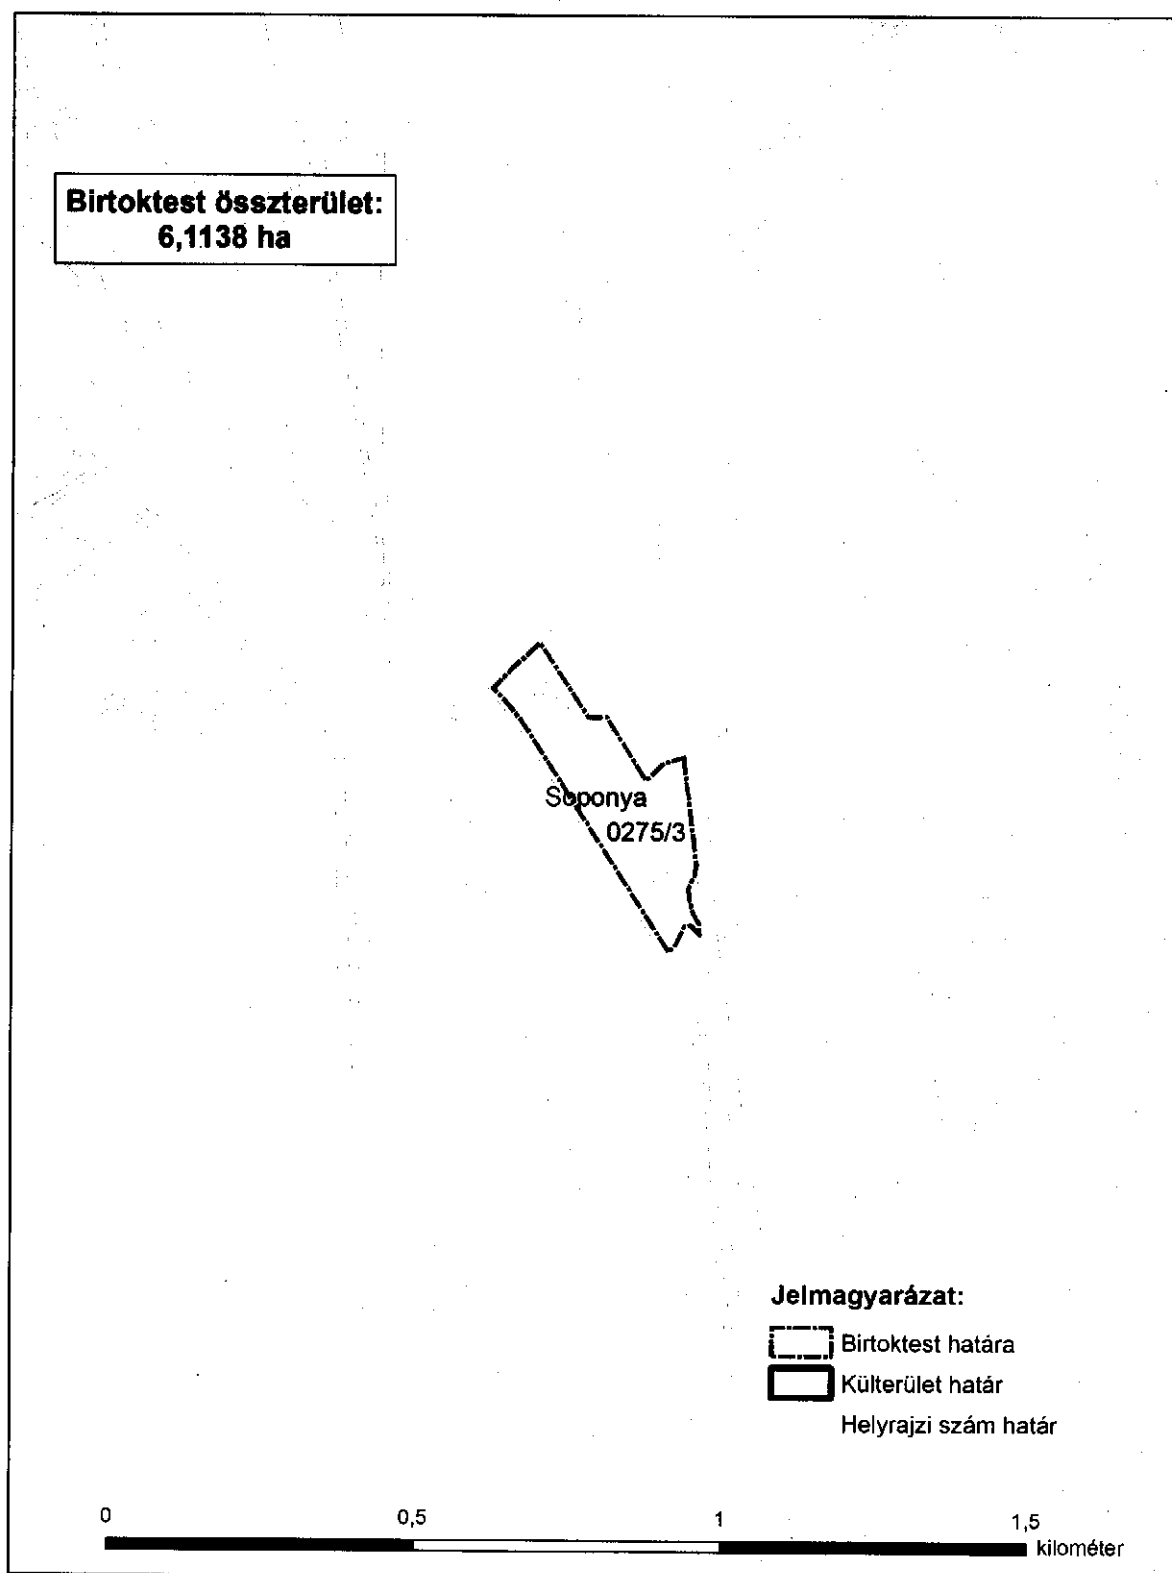 Birtoktest összterület:
6,1138 ha
Soponya
0275/3
Jelmagyarázat:
Birtoktest határa
Külterület határ
Helyrajzi szám határ
0 0,5 1 1,5
kilométer